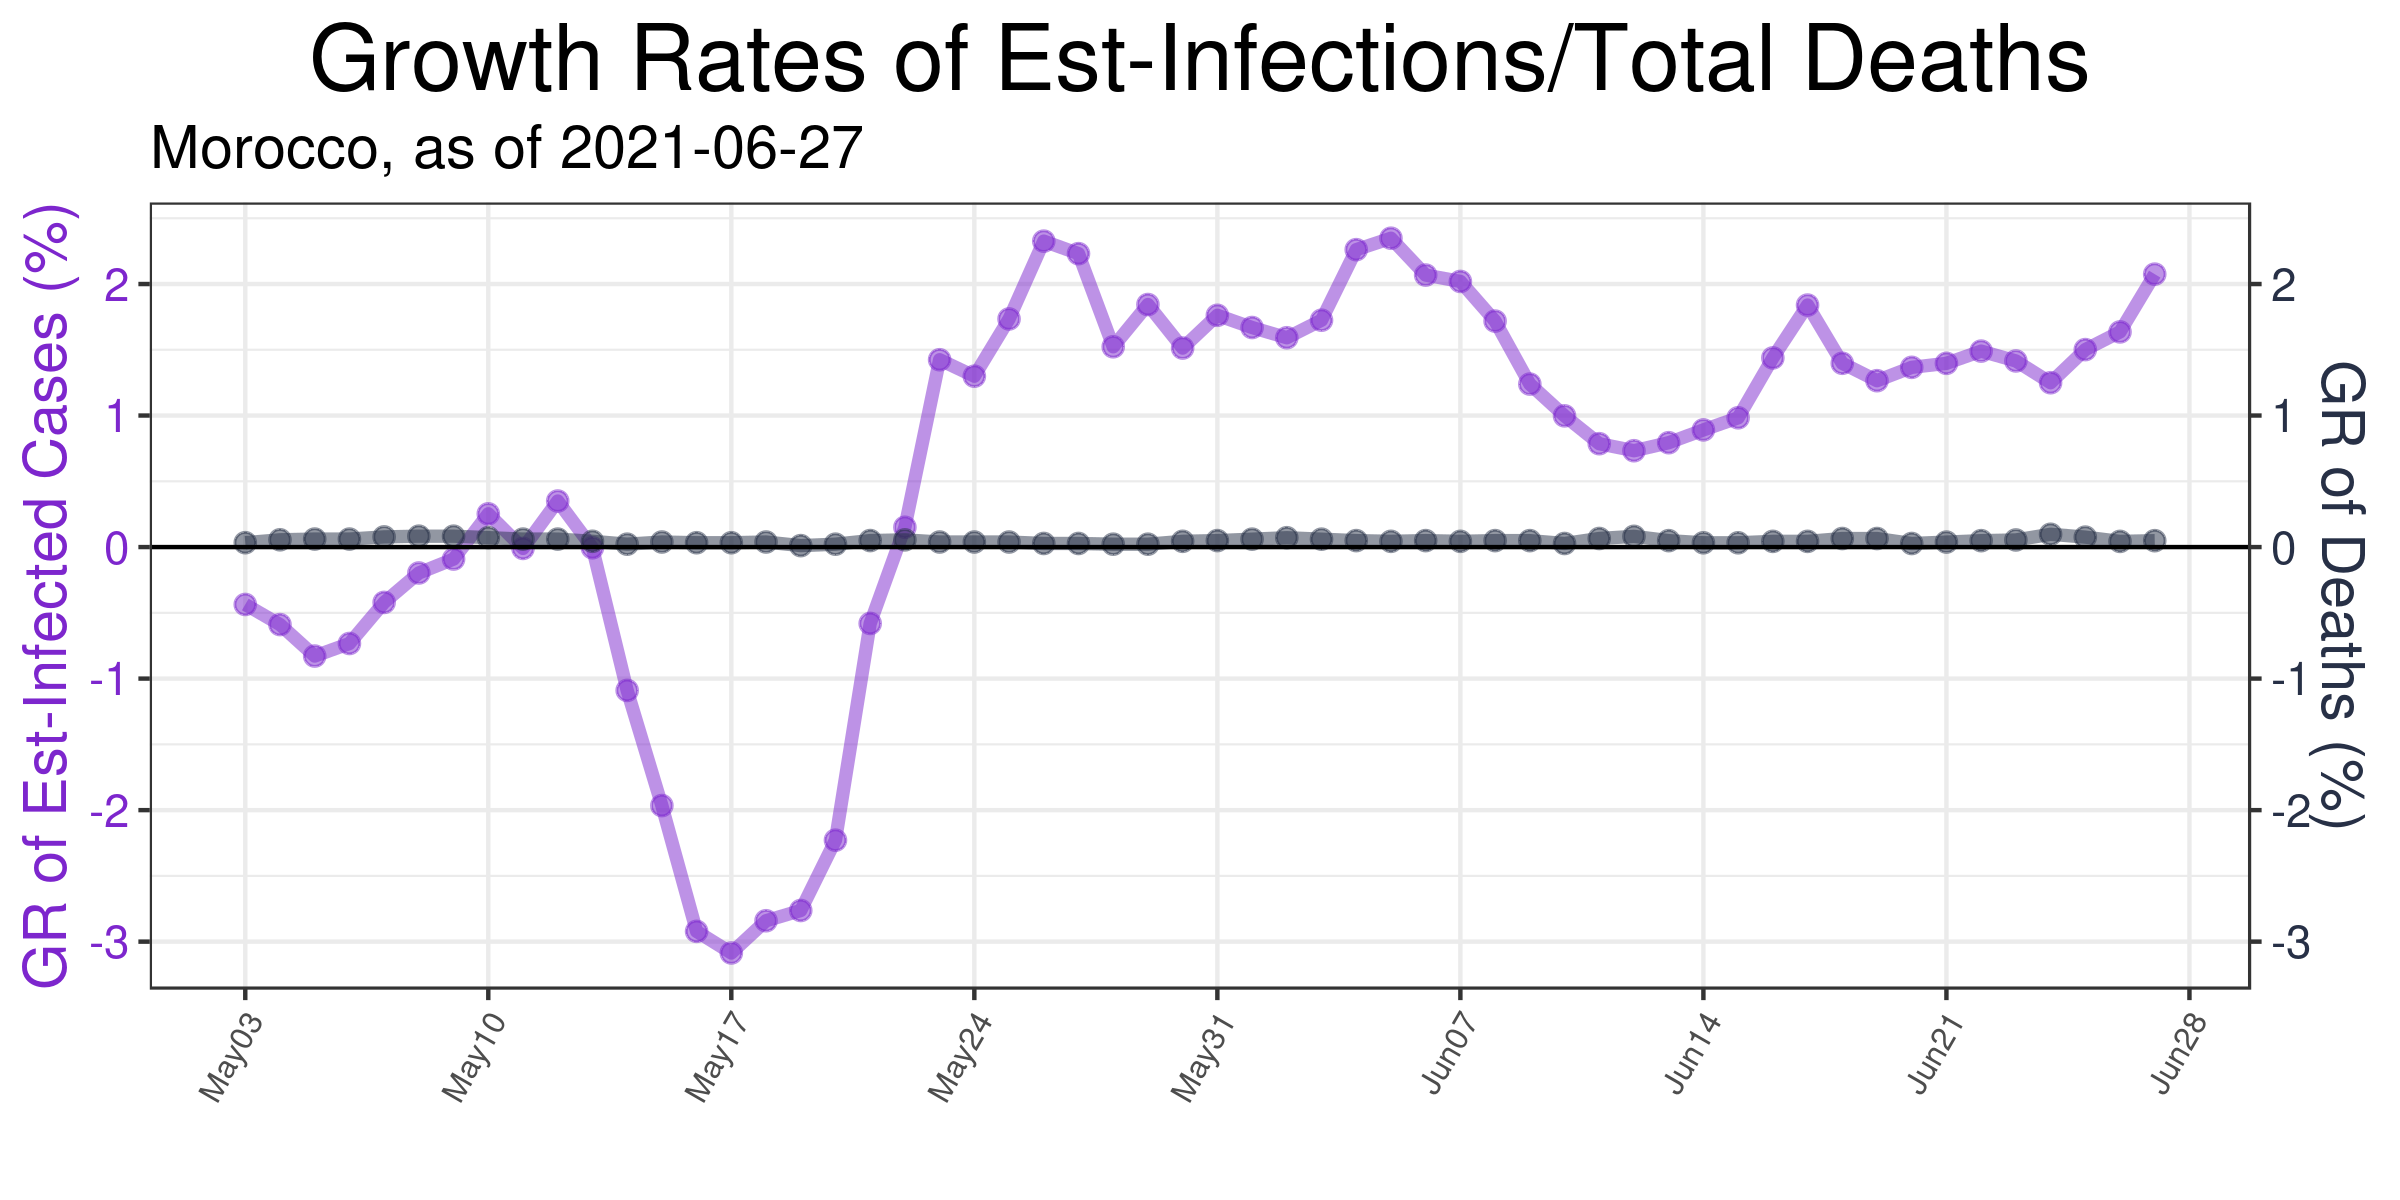 Growth Rates of Est-Infections/Total Deaths
Morocco, as of 2021-06-27
GR of Est-Infected Cases (%)
2
1
0
-1
-2
-3
2
1
0
-1
-2
-3
GR of Deaths (%)
May03
May10
May17
May24
May31
Jun07
Jun14
Jun21
Jun28